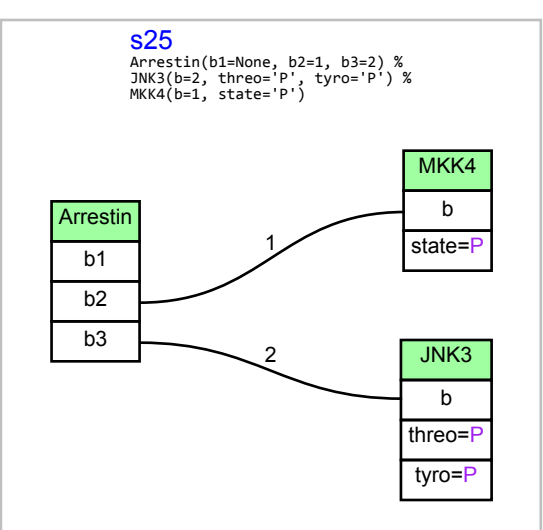 s25
Arrestin(b1=None, b2=1, b3=2) %
JNK3(b=2, threo='P', tyro='P') %
MKK4(b=1, state='P')
MKK4
b
state=P
Arrestin
b1
b2
b3
1
2
JNK3
b
threo=P
tyro=P